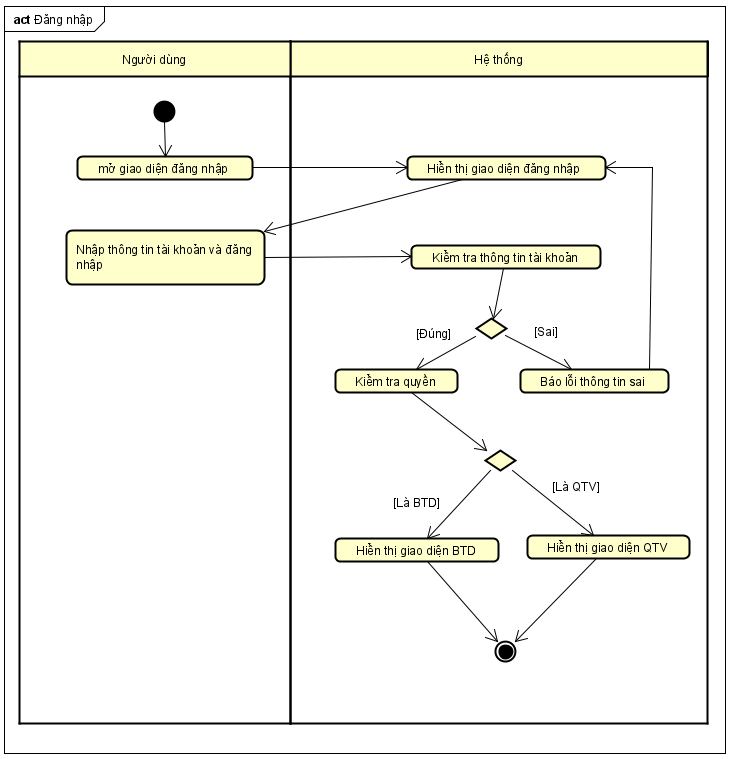 act Đăng nhập
Người dùng
Hệ thống
mở giao diện đăng nhập
Hiển thị giao diện đăng nhập
Nhập thông tin tài khoản và đăng
nhập
Kiểm tra thông tin tài khoản
[Đúng]
[Sai]
Kiểm tra quyền
Báo lỗi thông tin sai
[Là BTD]
[Là QTV]
Hiển thị giao diện BTD
Hiển thị giao diện QTV